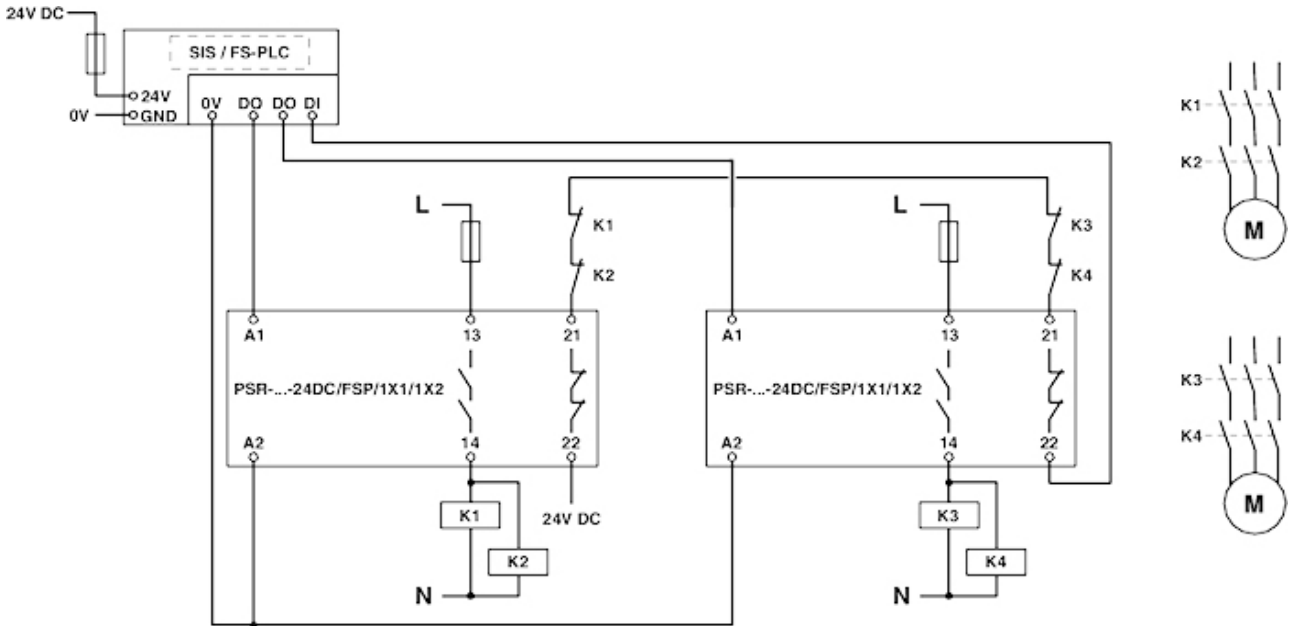 24V DC
SIS / FS-PLC
24V
0V
GND
0V DO DO DI
K1
K2
M
L
K1
K2
L
K3
K4
A1 13 21
PSR-...-24DC/FSP/1X1/1X2
A2 14 22
A1 13 21
PSR-...-24DC/FSP/1X1/1X2
A2 14 22
K3
K4
M
K1
K2
24V DC
N
K3
K4
N